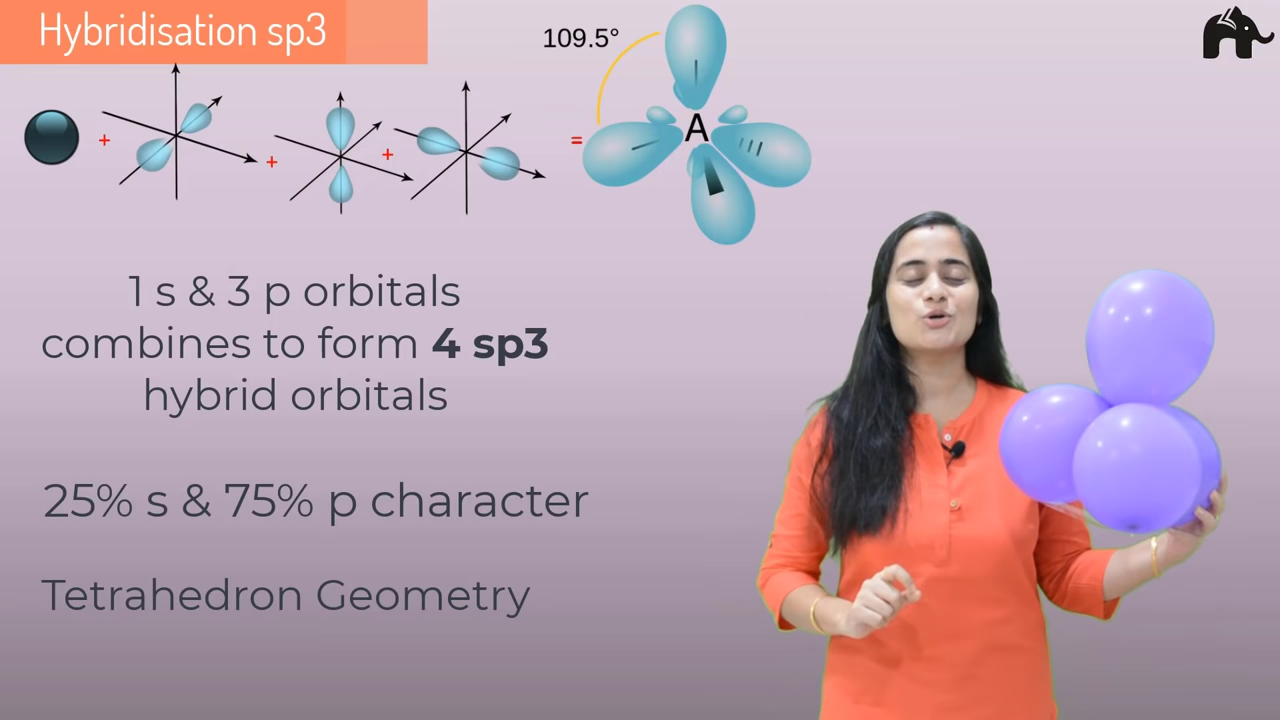 Hybridisation sp3
109.5°
+
+
+
=
A
1 s & 3 p orbitals
combines to form 4 sp3
hybrid orbitals
25% s & 75% p character
Tetrahedron Geometry